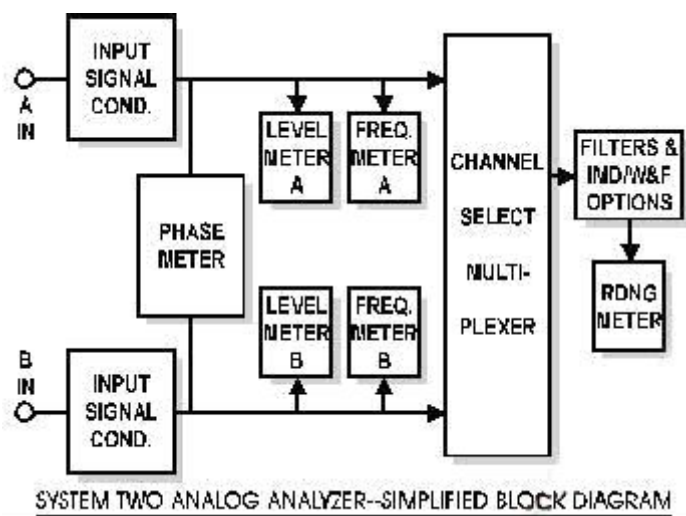 INPUT
SIGNAL
COND.
A
IN
LEVEL
METER
A
FREQ.
METER
A
PHASE
METER
CHANNEL
SELECT
MULTI-
PLEXER
FILTERS &
IMD/W&F
OPTIONS
RDNG
METER
LEVEL
METER
B
FREQ.
METER
B
B
IN
INPUT
SIGNAL
COND.
SYSTEM TWO ANALOG ANALYZER--SIMPLIFIED BLOCK DIAGRAM